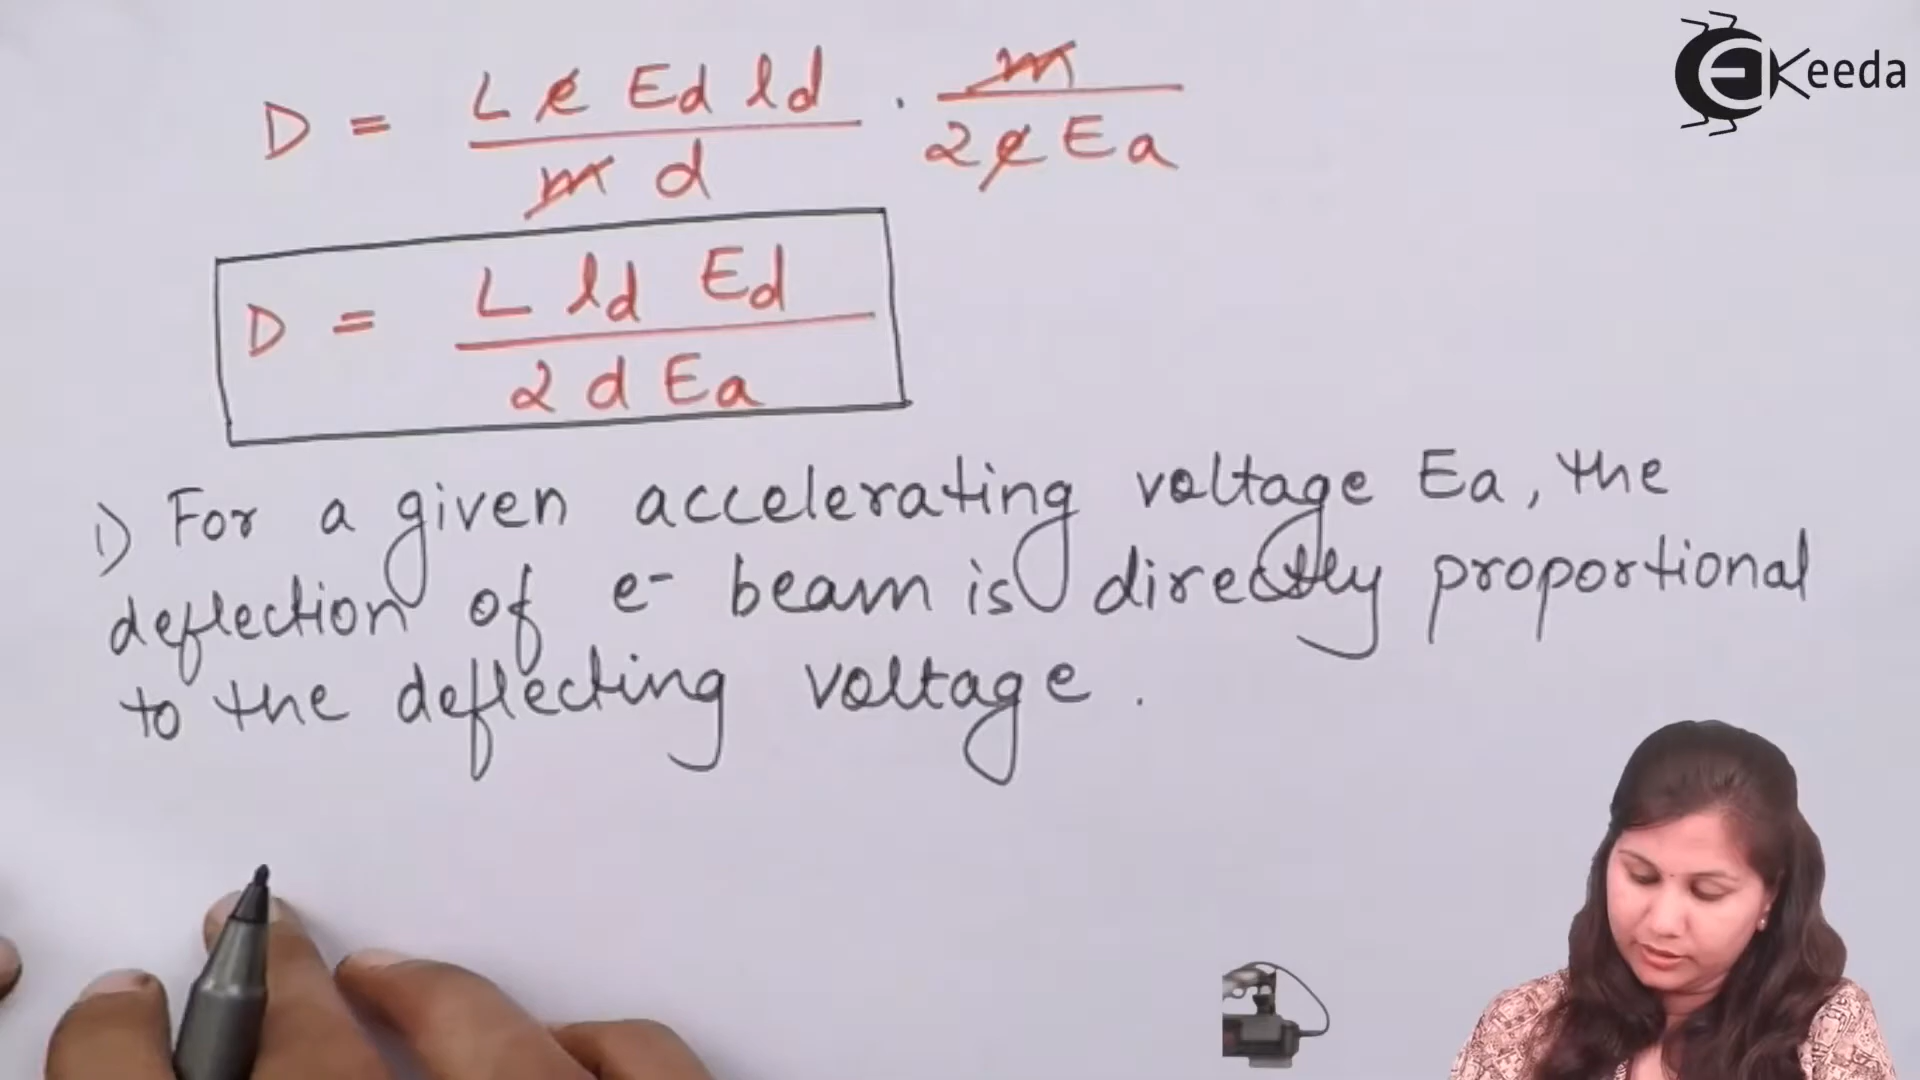 EKeeda
D = L e Ed ld / m d . m / 2 e Ea
D = L ld Ed / 2 d Ea
1) For a given accelerating voltage Ea, the
deflection of e- beam is directly proportional
to the deflecting voltage.